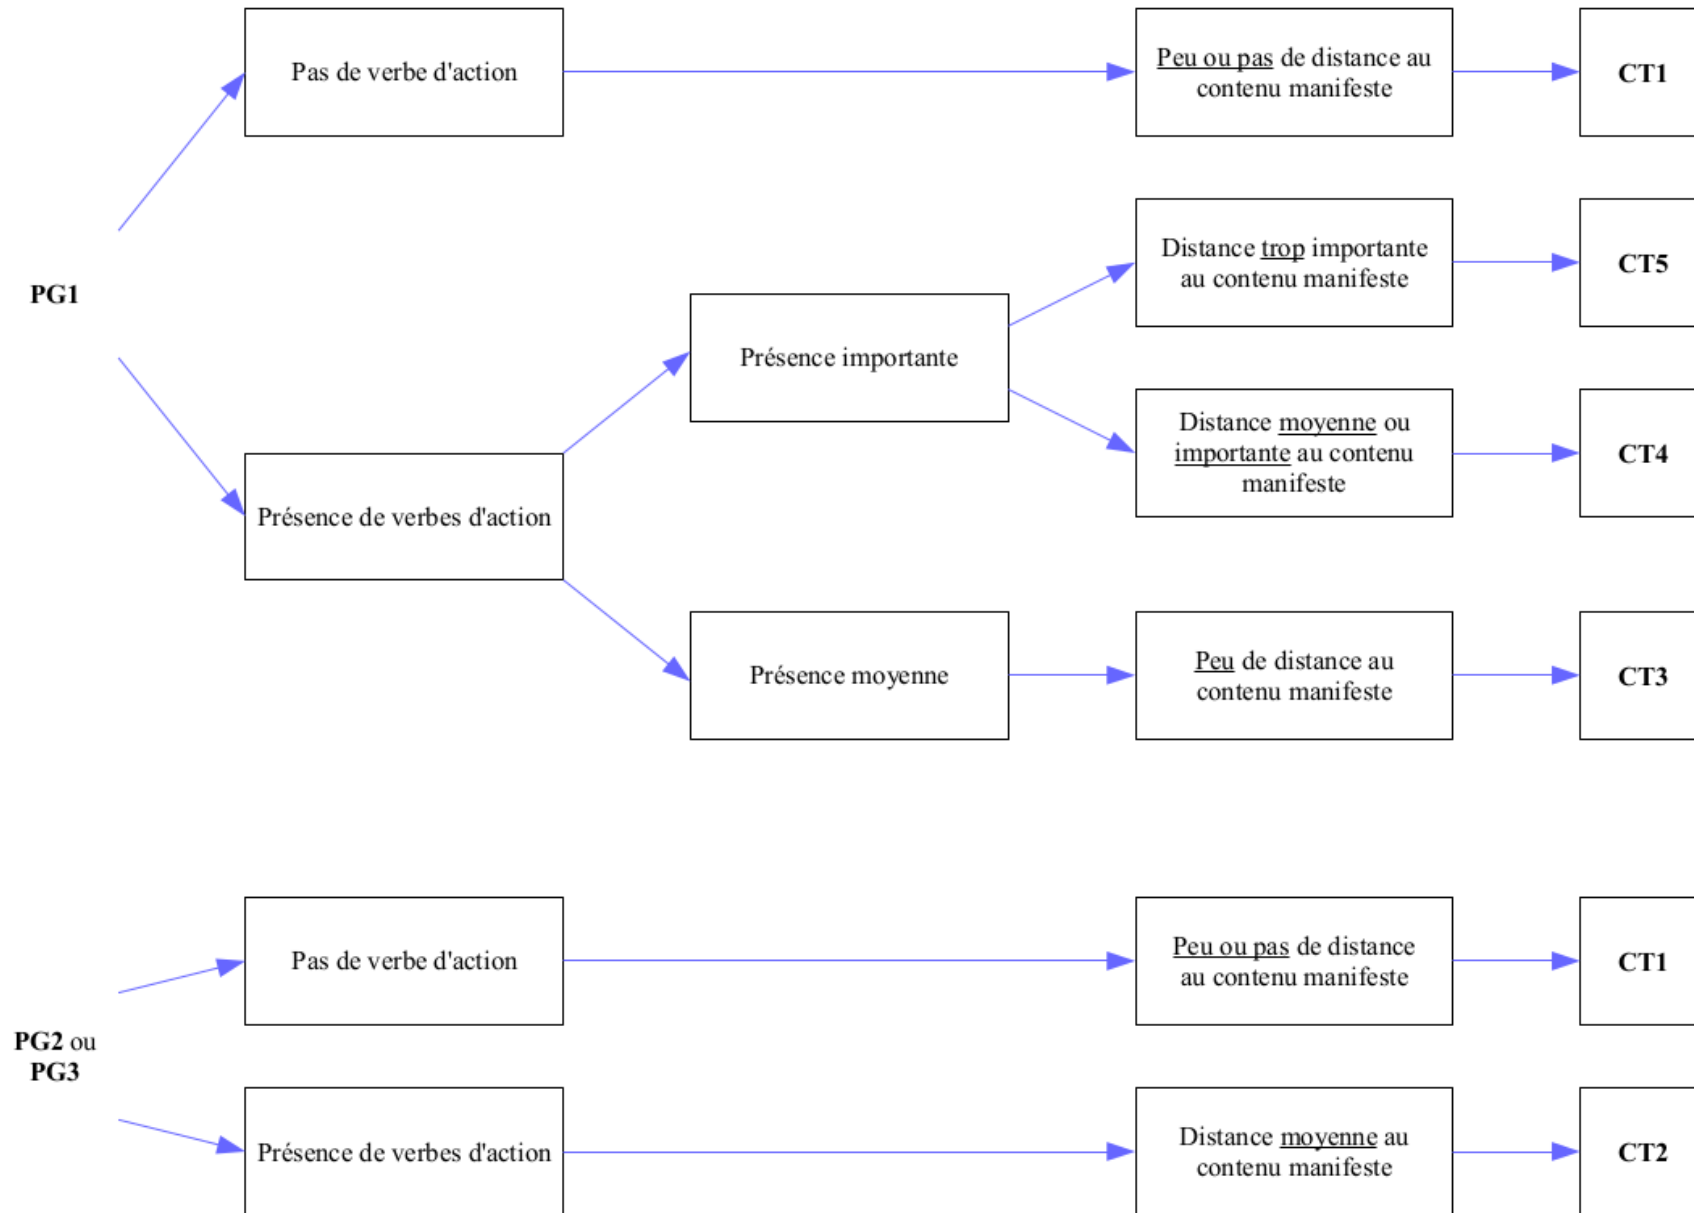 Pas de verbe d'action
Peu ou pas de distance au
contenu manifeste
CT1
PG1
Distance trop importante
au contenu manifeste
CT5
Présence importante
Distance moyenne ou
importante au contenu
manifeste
CT4
Présence de verbes d'action
Présence moyenne
Peu de distance au
contenu manifeste
CT3
PG2 ou
PG3
Pas de verbe d'action
Peu ou pas de distance
au contenu manifeste
CT1
Présence de verbes d'action
Distance moyenne au
contenu manifeste
CT2